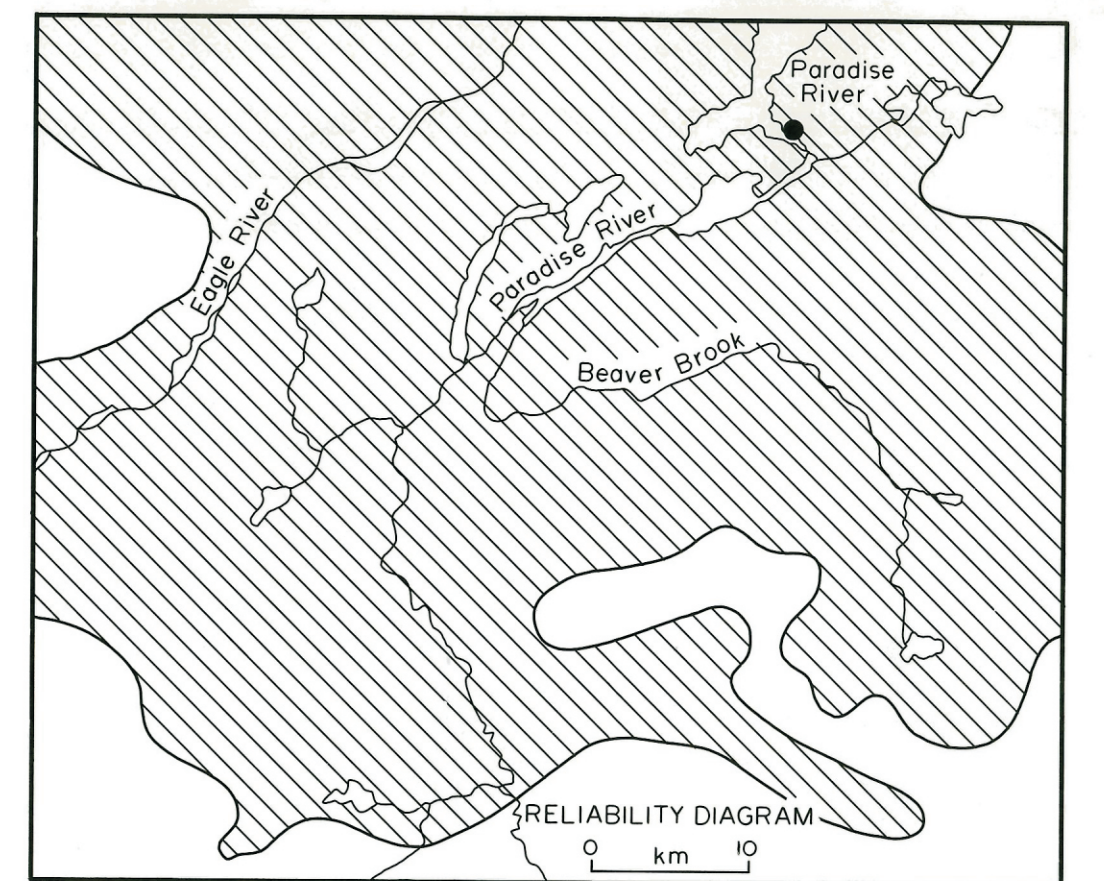 Paradise
River
Eagle River
Paradise River
Beaver Brook
RELIABILITY DIAGRAM
0 km 10